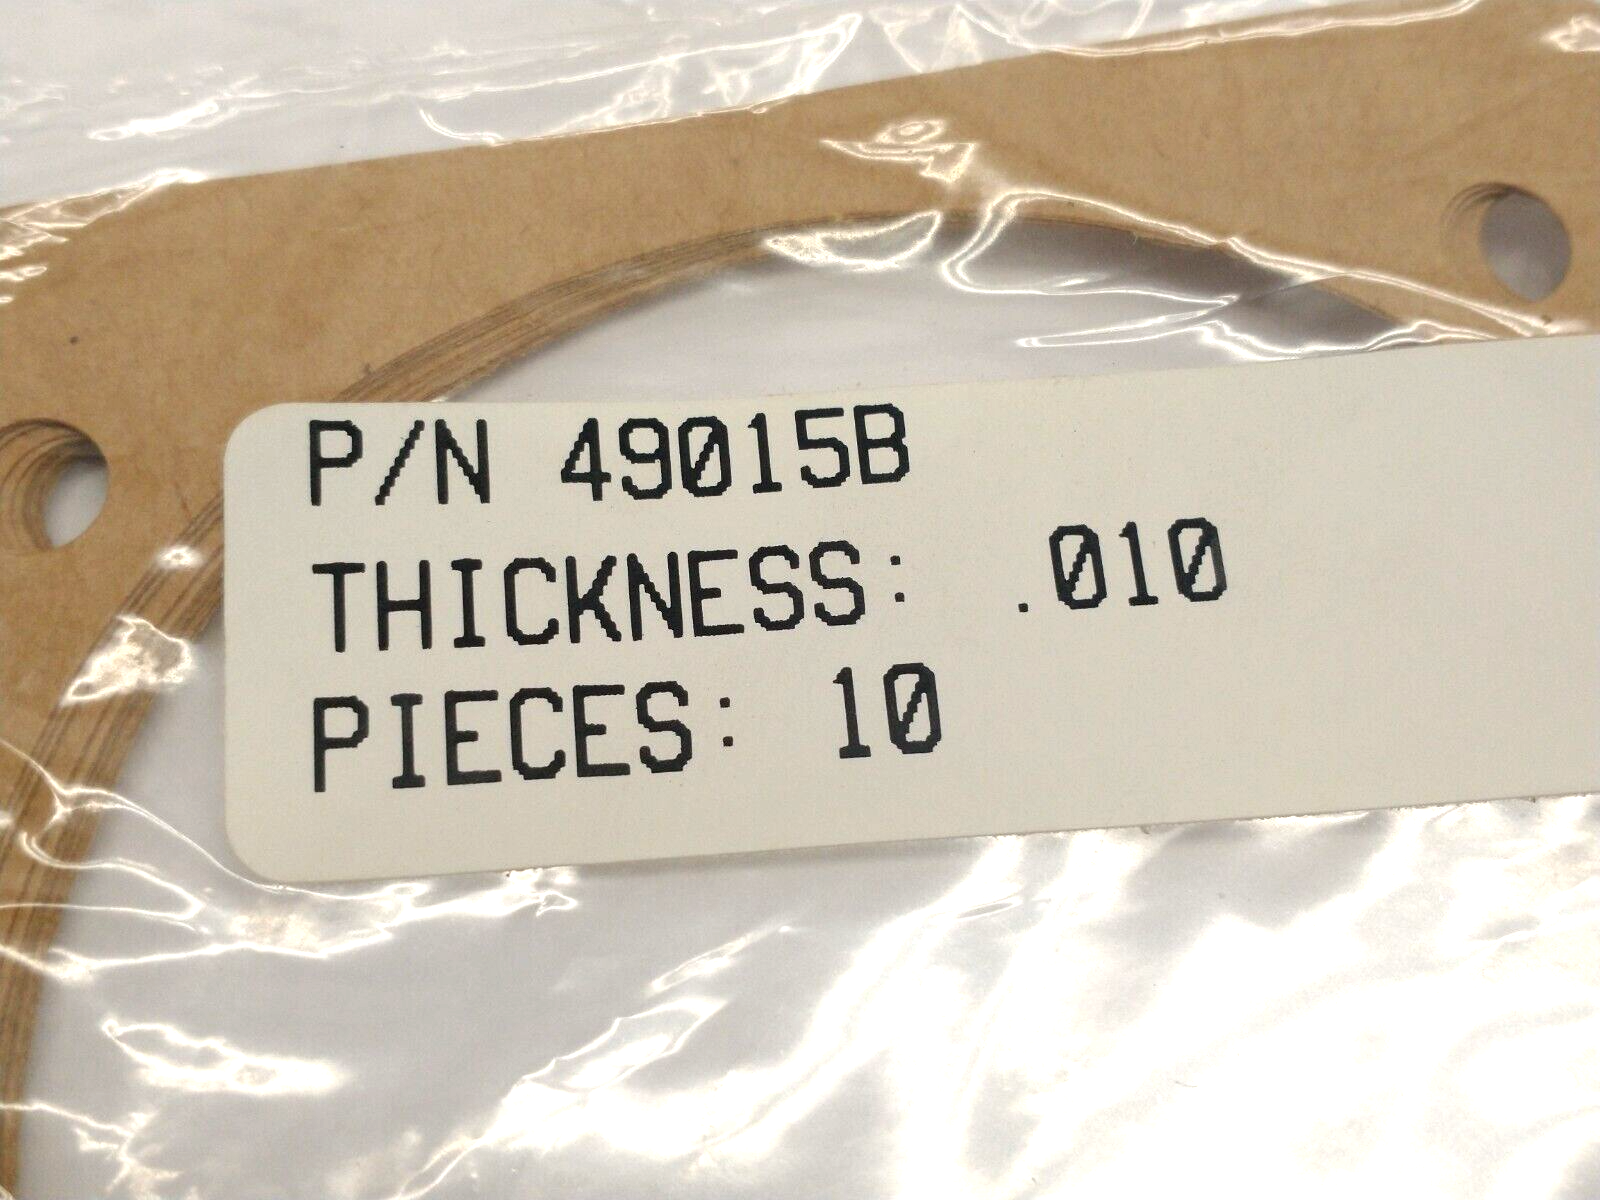 P/N 49015B
THICKNESS: .010
PIECES: 10